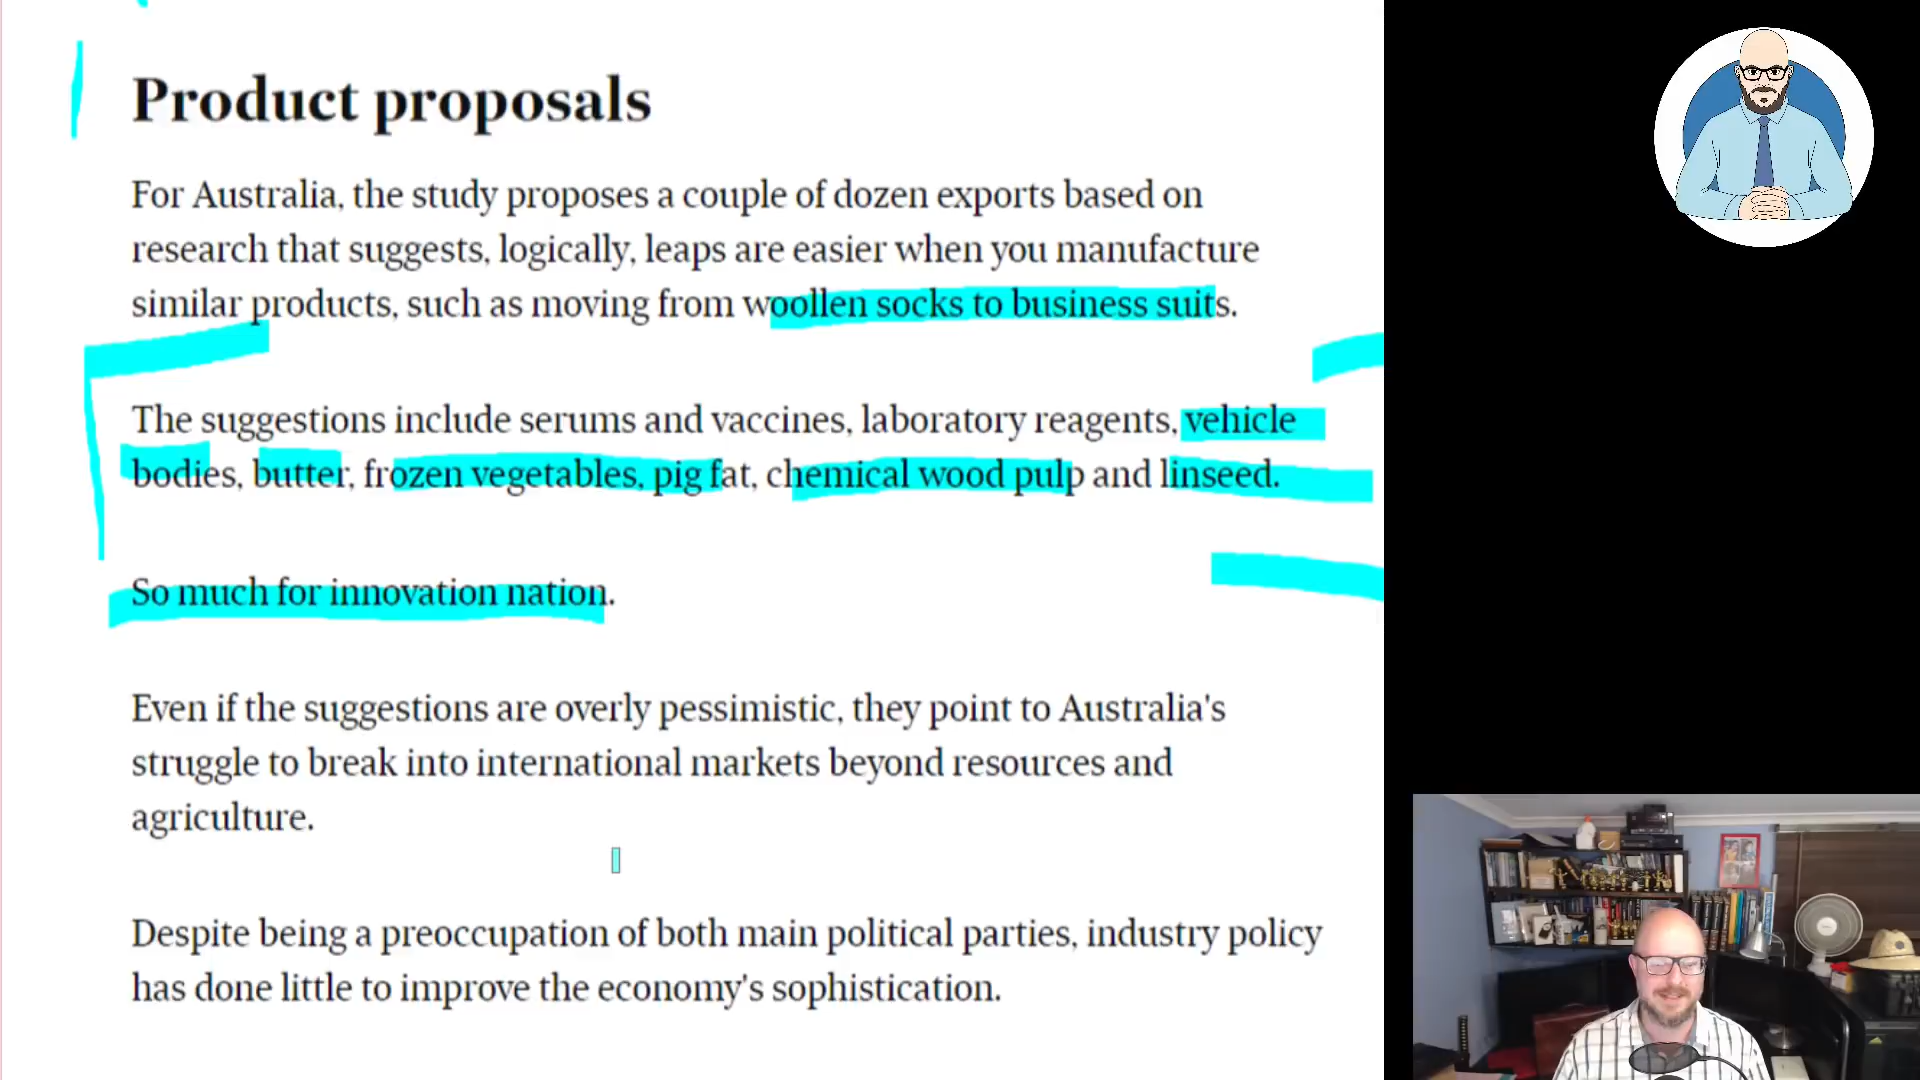 Product proposals
For Australia, the study proposes a couple of dozen exports based on
research that suggests, logically, leaps are easier when you manufacture
similar products, such as moving from woollen socks to business suits.
The suggestions include serums and vaccines, laboratory reagents, vehicle
bodies, butter, frozen vegetables, pig fat, chemical wood pulp and linseed.
So much for innovation nation.
Even if the suggestions are overly pessimistic, they point to Australia's
struggle to break into international markets beyond resources and
agriculture.
Despite being a preoccupation of both main political parties, industry policy
has done little to improve the economy's sophistication.